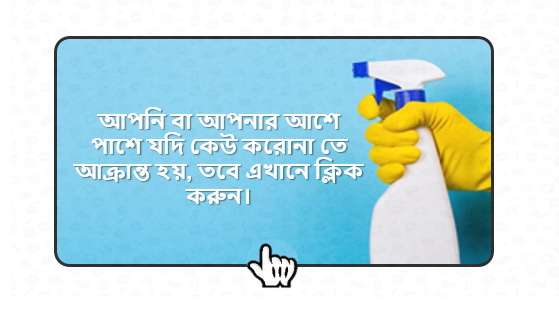 আপনি বা আপনার আশে
পাশে যদি কেউ করোনা তে
আক্রান্ত হয়, তবে এখানে ক্লিক
করুন।